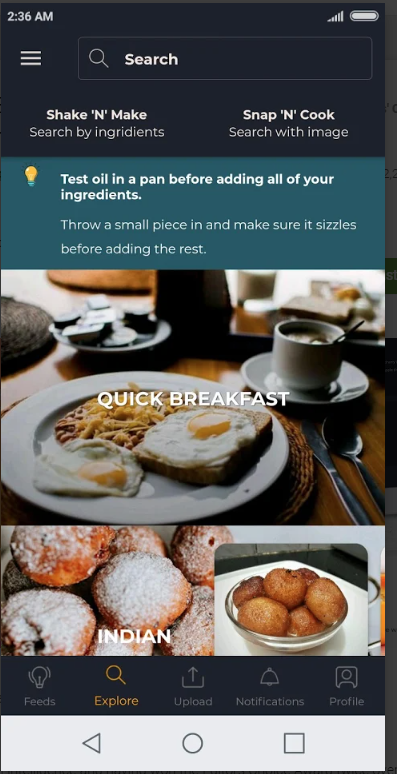 2:36 AM
Search
Shake 'N' Make
Search by ingridients
Snap 'N' Cook
Search with image
Test oil in a pan before adding all of your
ingredients.
Throw a small piece in and make sure it sizzles
before adding the rest.
QUICK BREAKFAST
INDIAN
Feeds
Explore
Upload
Notifications
Profile